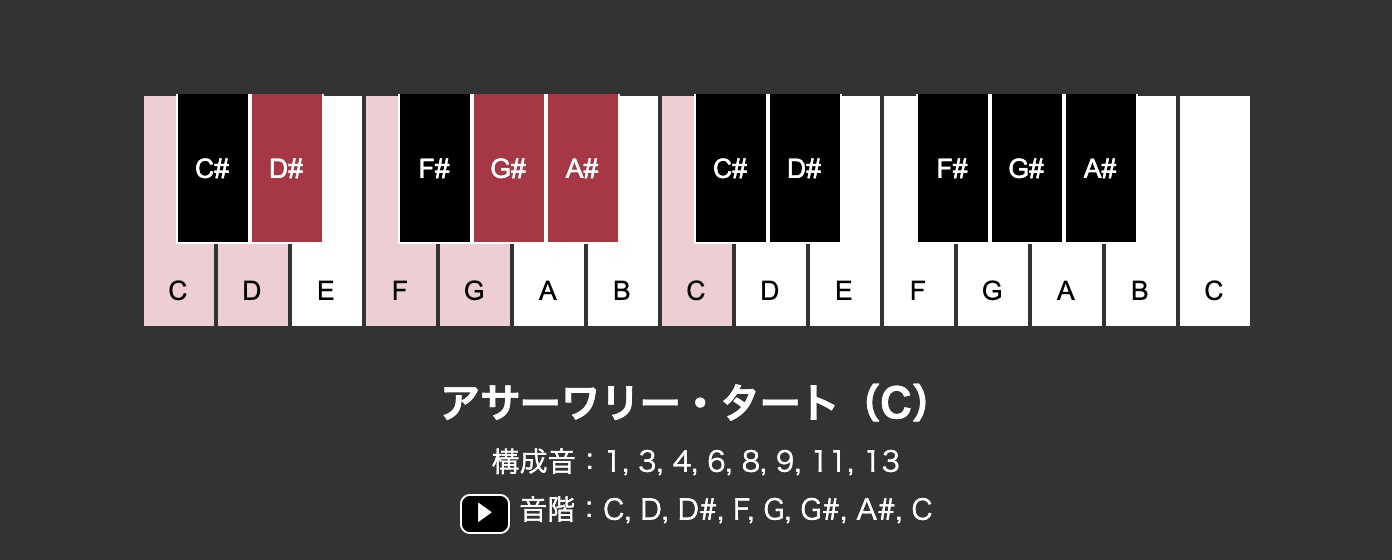 C# D# F# G# A# C# D# F# G# A#
C D E F G A B C D E F G A B C
アサーワリー・タート（C）
構成音：1, 3, 4, 6, 8, 9, 11, 13
音階：C, D, D#, F, G, G#, A#, C